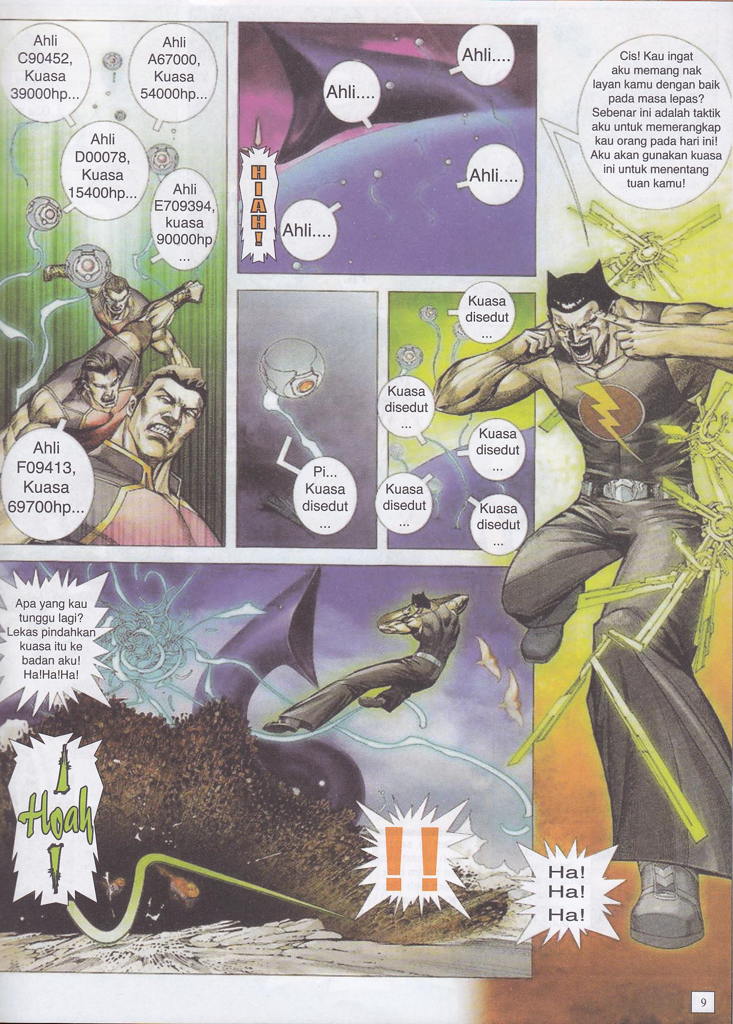 Ahli
C90452,
Kuasa
39000hp...
Ahli
A67000,
Kuasa
54000hp...
Ahli
D00078,
Kuasa
15400hp...
Ahli
E709394,
kuasa
90000hp
...
Ahli
F09413,
Kuasa
69700hp...
Ahli....
Ahli....
Ahli....
Ahli....
HIAH!
Cis! Kau ingat
aku memang nak
layan kamu dengan baik
pada masa lepas?
Sebenar ini adalah taktik
aku untuk memerangkap
kau orang pada hari ini!
Aku akan gunakan kuasa
ini untuk menentang
tuan kamu!
Pi...
Kuasa
disedut
...
Kuasa
disedut
...
Kuasa
disedut
...
Kuasa
disedut
...
Kuasa
disedut
...
Kuasa
disedut
...
Apa yang kau
tunggu lagi?
Lekas pindahkan
kuasa itu ke
badan aku!
Ha!Ha!Ha!
! Hoah !
!!
Ha!
Ha!
Ha!
9